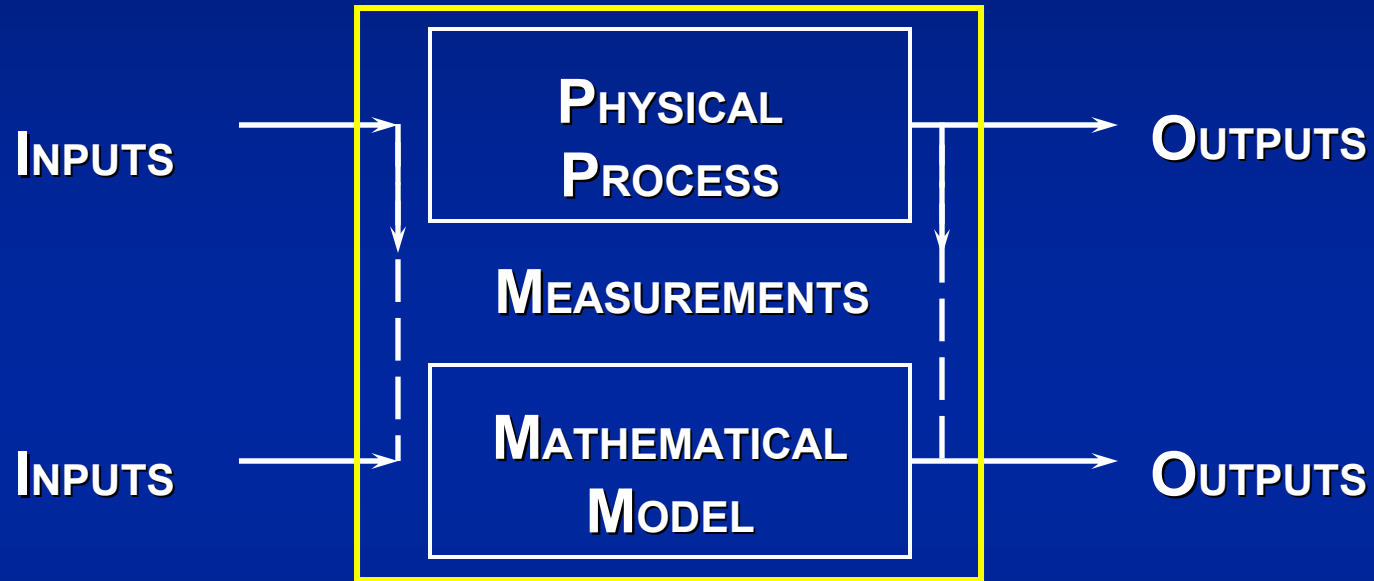 PHYSICAL
PROCESS
INPUTS
OUTPUTS
MEASUREMENTS
MATHEMATICAL
MODEL
INPUTS
OUTPUTS